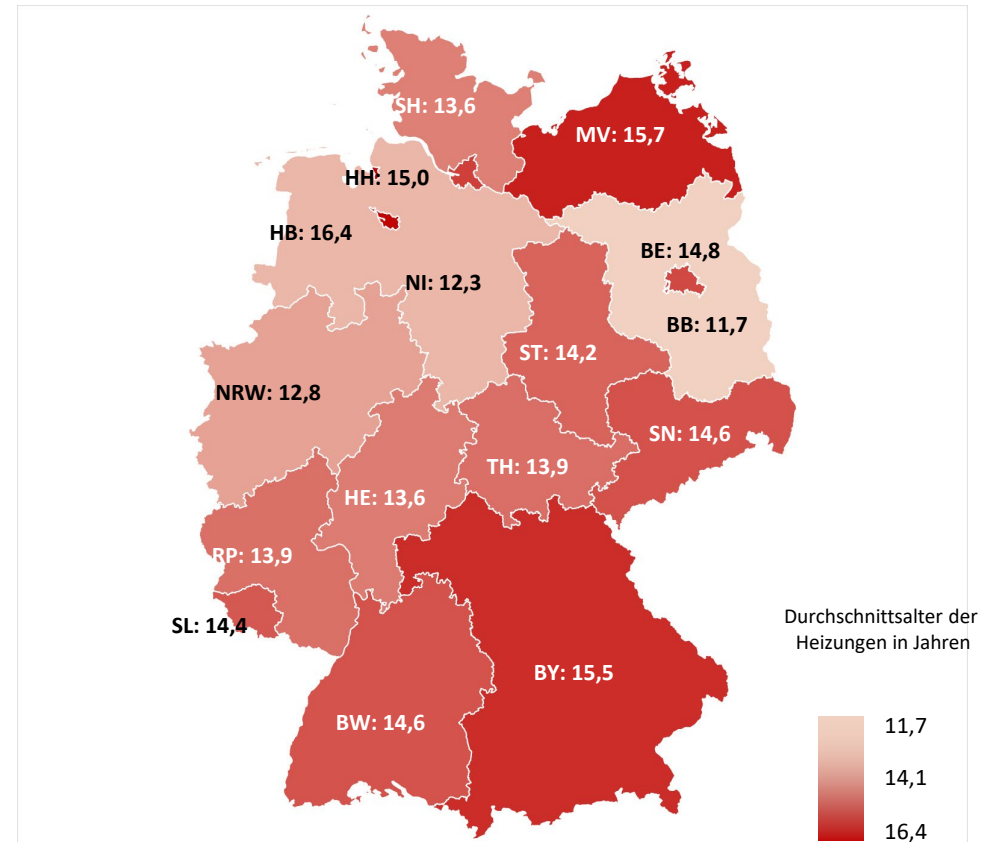 SH: 13,6
MV: 15,7
HH: 15,0
HB: 16,4
BE: 14,8
NI: 12,3
BB: 11,7
ST: 14,2
NRW: 12,8
SN: 14,6
TH: 13,9
HE: 13,6
RP: 13,9
SL: 14,4
BY: 15,5
BW: 14,6
Durchschnittsalter der
Heizungen in Jahren
11,7
14,1
16,4